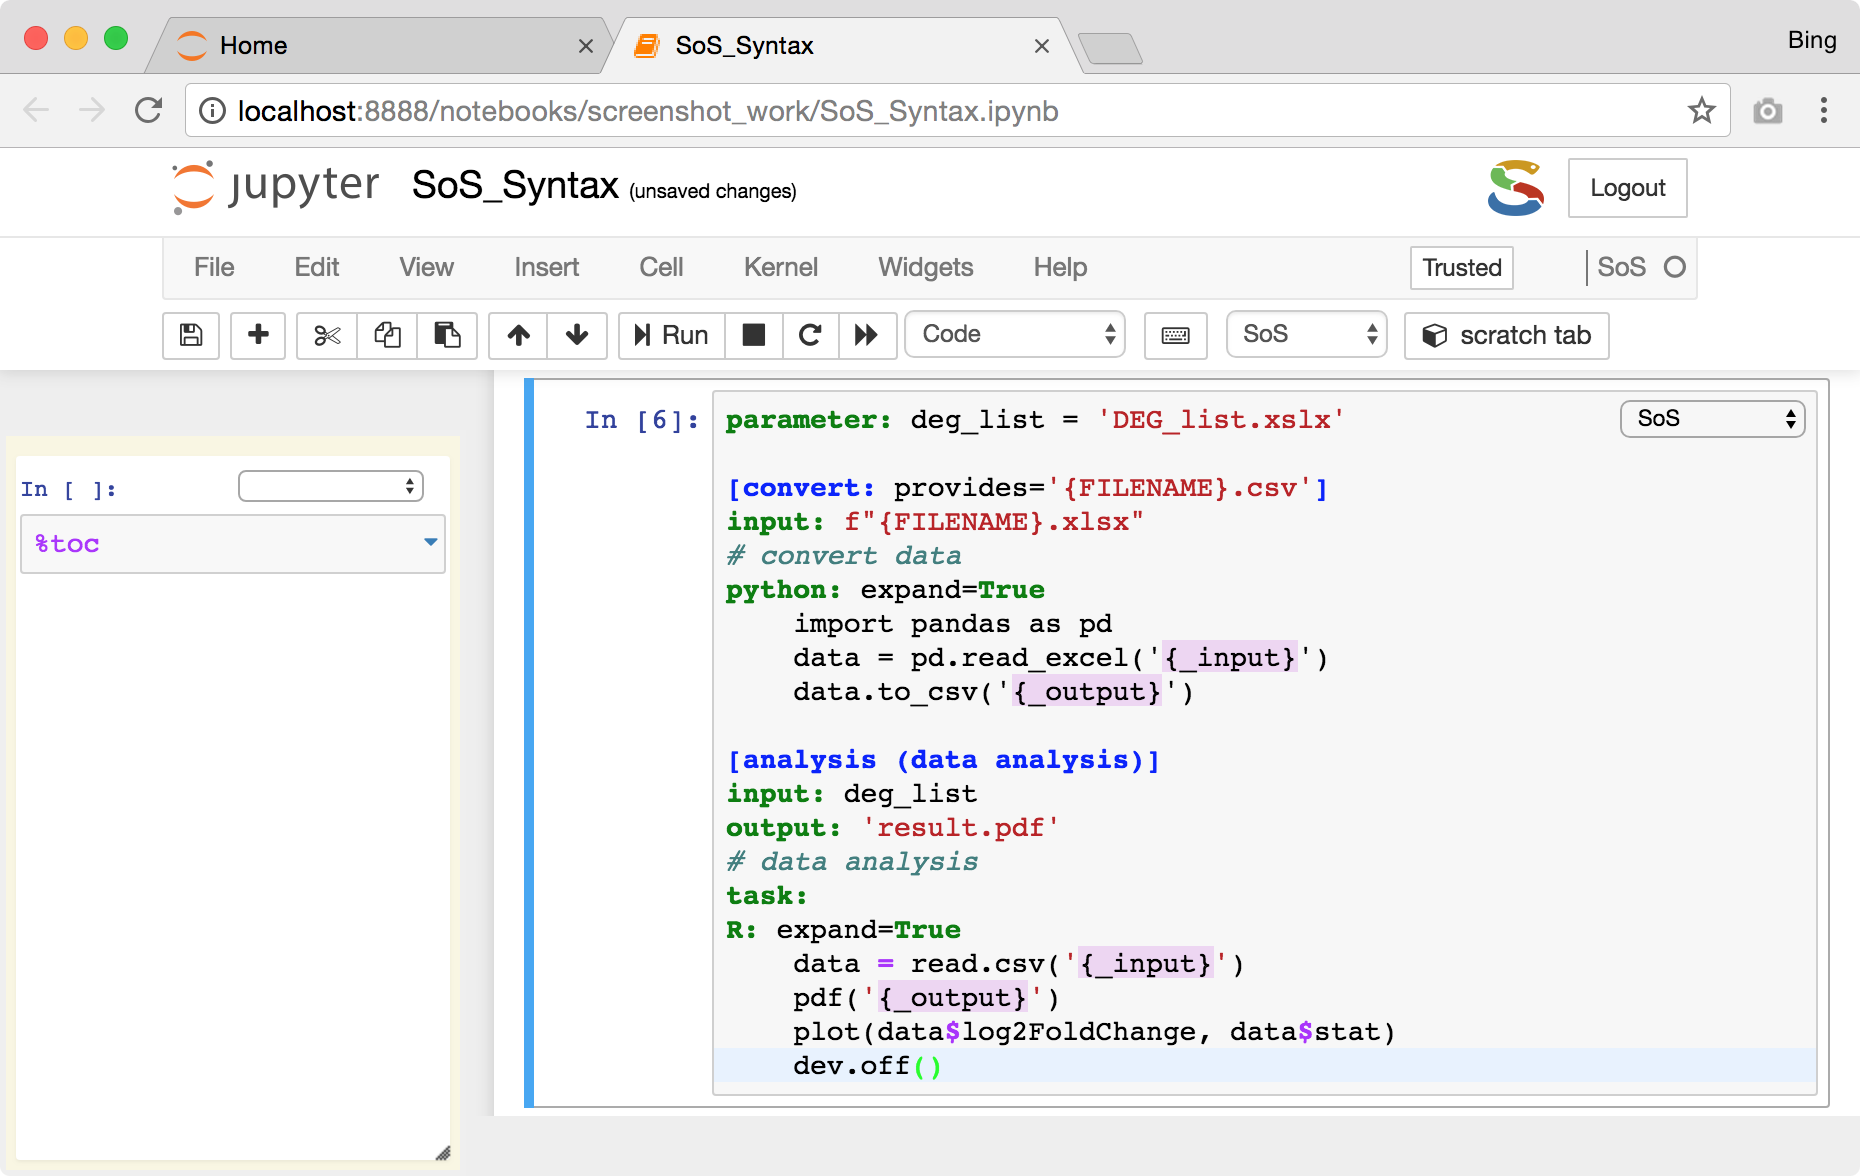 Home
SoS_Syntax
Bing
localhost:8888/notebooks/screenshot_work/SoS_Syntax.ipynb
jupyter SoS_Syntax (unsaved changes)
Logout
File Edit View Insert Cell Kernel Widgets Help Trusted SoS
Run Code SoS scratch tab
In [ ]:
%toc
In [6]:
SoS
parameter: deg_list = 'DEG_list.xslx'
[convert: provides='{FILENAME}.csv']
input: f"{FILENAME}.xlsx"
# convert data
python: expand=True
    import pandas as pd
    data = pd.read_excel('{_input}')
    data.to_csv('{_output}')
[analysis (data analysis)]
input: deg_list
output: 'result.pdf'
# data analysis
task:
R: expand=True
    data = read.csv('{_input}')
    pdf('{_output}')
    plot(data$log2FoldChange, data$stat)
    dev.off()